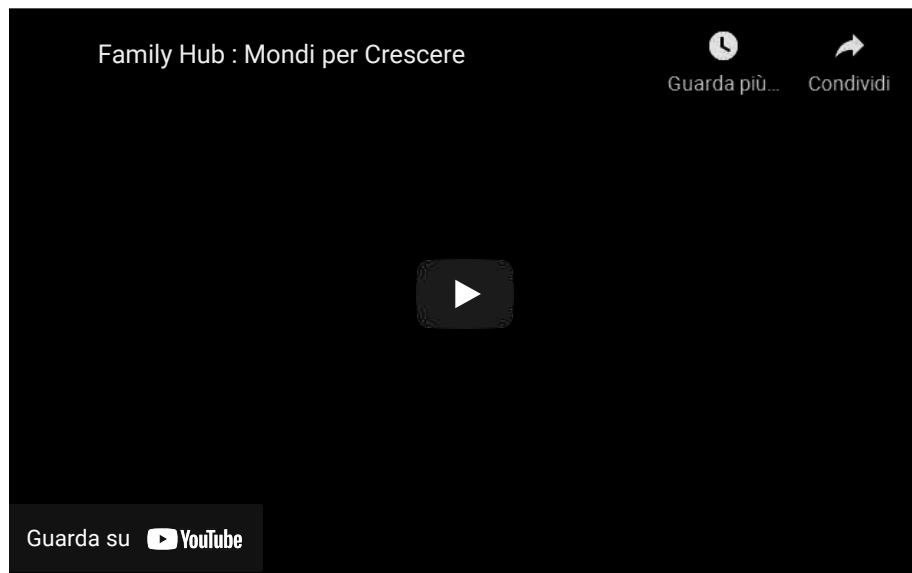 Family Hub : Mondi per Crescere
Guarda più...
Condividi
Guarda su YouTube